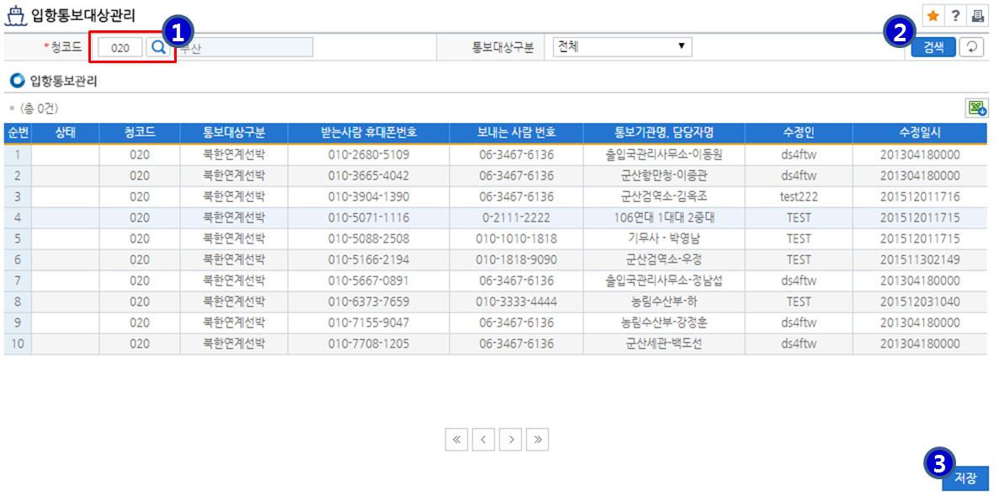 입항통보대상관리
?
1
2
*청코드 020 부산 통보대상구분 전체 검색
입항통보관리
(총 0건)
순번 상태 청코드 통보대상구분 받는사람 휴대폰번호 보내는 사람 번호 통보기관명, 담당자명 수정인 수정일시
1 020 북한연계선박 010-2680-5109 06-3467-6136 출입국관리사무소-이동원 ds4ftw 201304180000
2 020 북한연계선박 010-3665-4042 06-3467-6136 군산항만청-이종관 ds4ftw 201304180000
3 020 북한연계선박 010-3904-1390 06-3467-6136 군산검역소-김옥조 test222 201512011716
4 020 북한연계선박 010-5071-1116 0-2111-2222 106연대 1대대 2중대 TEST 201512011715
5 020 북한연계선박 010-5088-2508 010-1010-1818 기무사 - 박영남 TEST 201512011715
6 020 북한연계선박 010-5166-2194 010-1818-9090 군산검역소-우정 TEST 201511302149
7 020 북한연계선박 010-5667-0891 06-3467-6136 출입국관리사무소-정남섭 ds4ftw 201304180000
8 020 북한연계선박 010-6373-7659 010-3333-4444 농림수산부-하 TEST 201512031040
9 020 북한연계선박 010-7155-9047 06-3467-6136 농림수산부-강정훈 ds4ftw 201304180000
10 020 북한연계선박 010-7708-1205 06-3467-6136 군산세관-백도선 ds4ftw 201304180000
« ‹ › »
3
저장